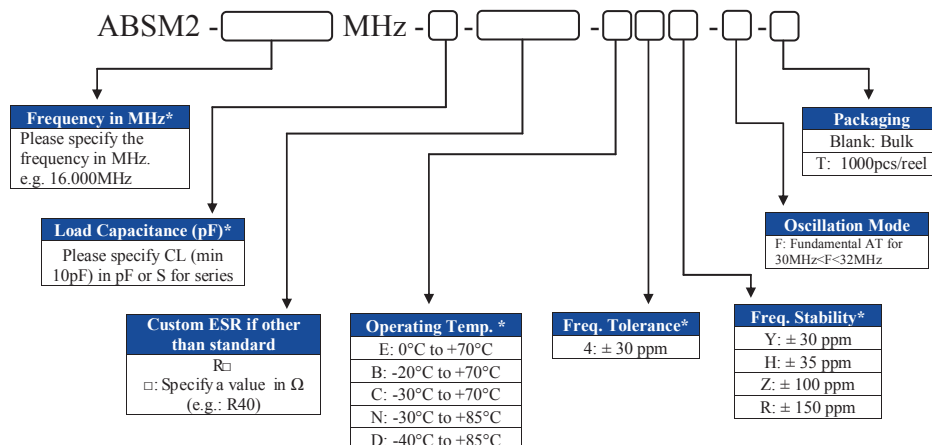 ABSM2 - MHz - - - -
Frequency in MHz*
Please specify the
frequency in MHz.
e.g. 16.000MHz
Load Capacitance (pF)*
Please specify CL (min
10pF) in pF or S for series
Custom ESR if other
than standard
R□
□: Specify a value in Ω
(e.g.: R40)
Operating Temp. *
E: 0°C to +70°C
B: -20°C to +70°C
C: -30°C to +70°C
N: -30°C to +85°C
D: -40°C to +85°C
Freq. Tolerance*
4: ± 30 ppm
Freq. Stability*
Y: ± 30 ppm
H: ± 35 ppm
Z: ± 100 ppm
R: ± 150 ppm
Oscillation Mode
F: Fundamental AT for
30MHz<F<32MHz
Packaging
Blank: Bulk
T: 1000pcs/reel